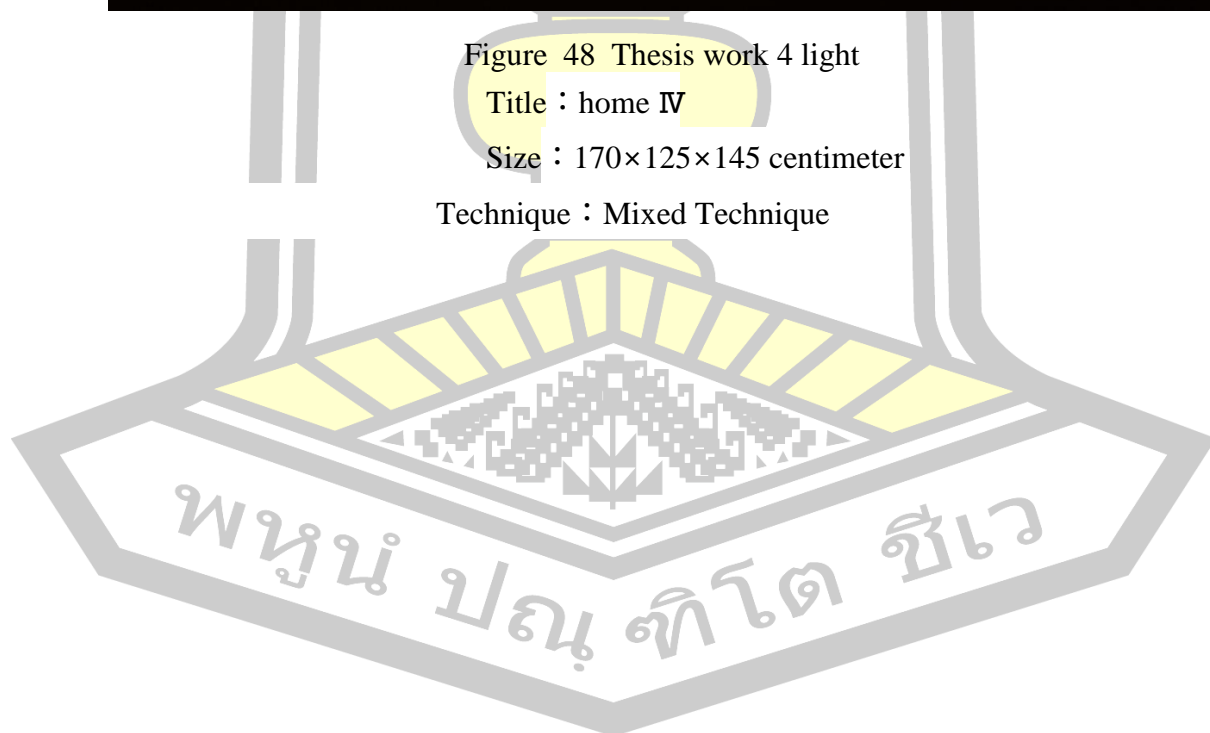 Figure 48 Thesis work 4 light
Title：home Ⅳ
Size：170×125×145 centimeter
Technique：Mixed Technique
พหูนํ ปณฺฑิโต ชีเว